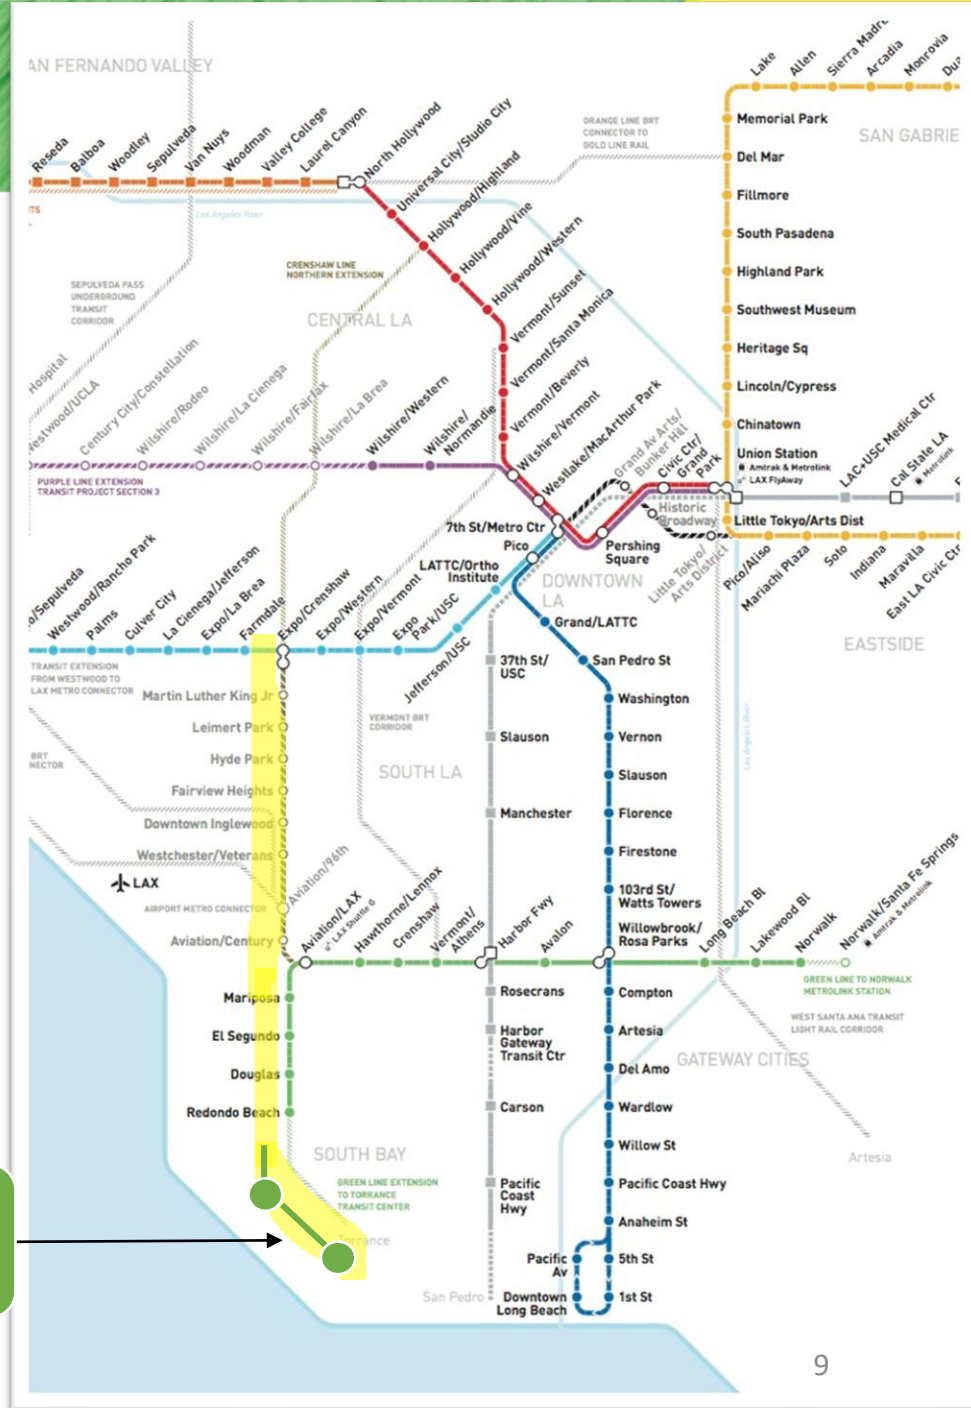 AN FERNANDO VALLEY
Reseda
Balboa
Woodley
Sepulveda
Van Nuys
Woodman
Valley College
Laurel Canyon
North Hollywood
Universal City/Studio City
Hollywood/Highland
Hollywood/Vine
Hollywood/Western
Vermont/Sunset
Vermont/Santa Monica
Vermont/Beverly
Wilshire/Vermont
Westlake/MacArthur Park
ORANGE LINE BRT
CONNECTOR TO
GOLD LINE RAIL
Lake
Allen
Sierra Madre
Arcadia
Monrovia
Dua
SAN GABRIE
Memorial Park
Del Mar
Fillmore
South Pasadena
Highland Park
Southwest Museum
Heritage Sq
Lincoln/Cypress
Chinatown
Union Station
Amtrak & Metrolink
LAX FlyAway
LAC+USC Medical Ctr
Cal State LA
Metrolink
Los Angeles River
CRENSHAW LINE
NORTHERN EXTENSION
SEPULVEDA PASS
UNDERGROUND
TRANSIT
CORRIDOR
CENTRAL LA
Hospital
Westwood/UCLA
Century City/Constellation
Wilshire/Rodeo
Wilshire/La Cienega
Wilshire/Fairfax
Wilshire/La Brea
Wilshire/Western
Wilshire/
Normandie
PURPLE LINE EXTENSION
TRANSIT PROJECT SECTION 3
Grand Av Arts/
Bunker Hill
Civic Ctr/
Grand
Park
Historic
Broadway
Little Tokyo/
Arts District
Little Tokyo/Arts Dist
Pico/Aliso
Mariachi Plaza
Soto
Indiana
Maravilla
East LA Civic Ctr
EASTSIDE
7th St/Metro Ctr
Pico
Pershing
Square
LATTC/Ortho
Institute
DOWNTOWN
LA
o/Sepulveda
Westwood/Rancho Park
Palms
Culver City
La Cienega/Jefferson
Expo/La Brea
Farmdale
Expo/Crenshaw
Expo/Western
Expo/Vermont
Expo
Park/USC
Jefferson/USC
TRANSIT EXTENSION
FROM WESTWOOD TO
LAX METRO CONNECTOR
Grand/LATTC
San Pedro St
Washington
Vernon
Slauson
Florence
Firestone
103rd St/
Watts Towers
Willowbrook/
Rosa Parks
37th St/
USC
Slauson
Manchester
Martin Luther King Jr
Leimert Park
Hyde Park
Fairview Heights
Downtown Inglewood
Westchester/Veterans
LAX
AIRPORT METRO CONNECTOR
Aviation/96th
Aviation/Century
VERMONT BRT
CORRIDOR
SOUTH LA
BRT
NNECTOR
Los Angeles River
Aviation/LAX
LAX Shuttle G
Hawthorne/Lennox
Crenshaw
Vermont/
Athens
Harbor Fwy
Avalon
Long Beach Bl
Lakewood Bl
Norwalk
Norwalk/Santa Fe Springs
Amtrak & Metrolink
GREEN LINE TO NORWALK
METROLINK STATION
WEST SANTA ANA TRANSIT
LIGHT RAIL CORRIDOR
GATEWAY CITIES
Artesia
Mariposa
El Segundo
Douglas
Redondo Beach
SOUTH BAY
GREEN LINE EXTENSION
TO TORRANCE
TRANSIT CENTER
Torrance
Rosecrans
Harbor
Gateway
Transit Ctr
Carson
Pacific
Coast
Hwy
San Pedro
Compton
Artesia
Del Amo
Wardlow
Willow St
Pacific Coast Hwy
Anaheim St
5th St
1st St
Pacific
Av
Downtown
Long Beach
9